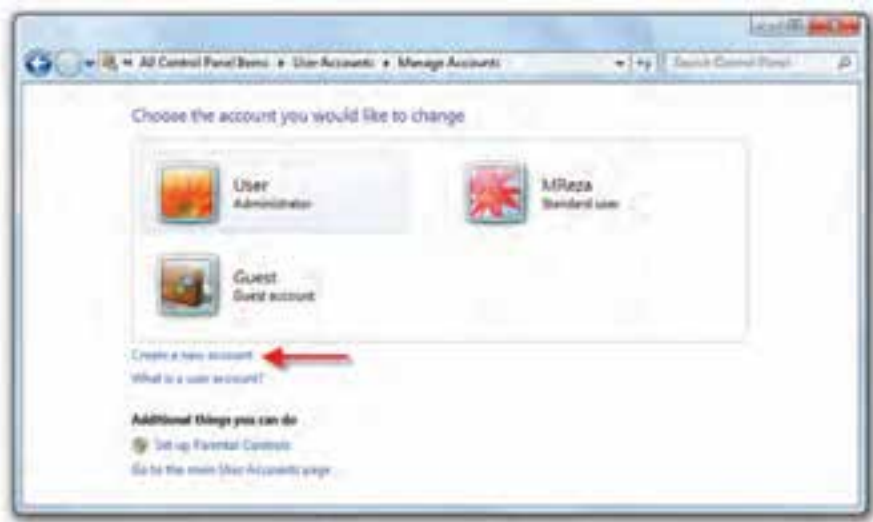 All Control Panel Items ▸ User Accounts ▸ Manage Accounts
Search Control Panel
Choose the account you would like to change
User
Administrator
MReza
Standard user
Guest
Guest account
Create a new account
What is a user account?
Additional things you can do
Set up Parental Controls
Go to the main User Accounts page